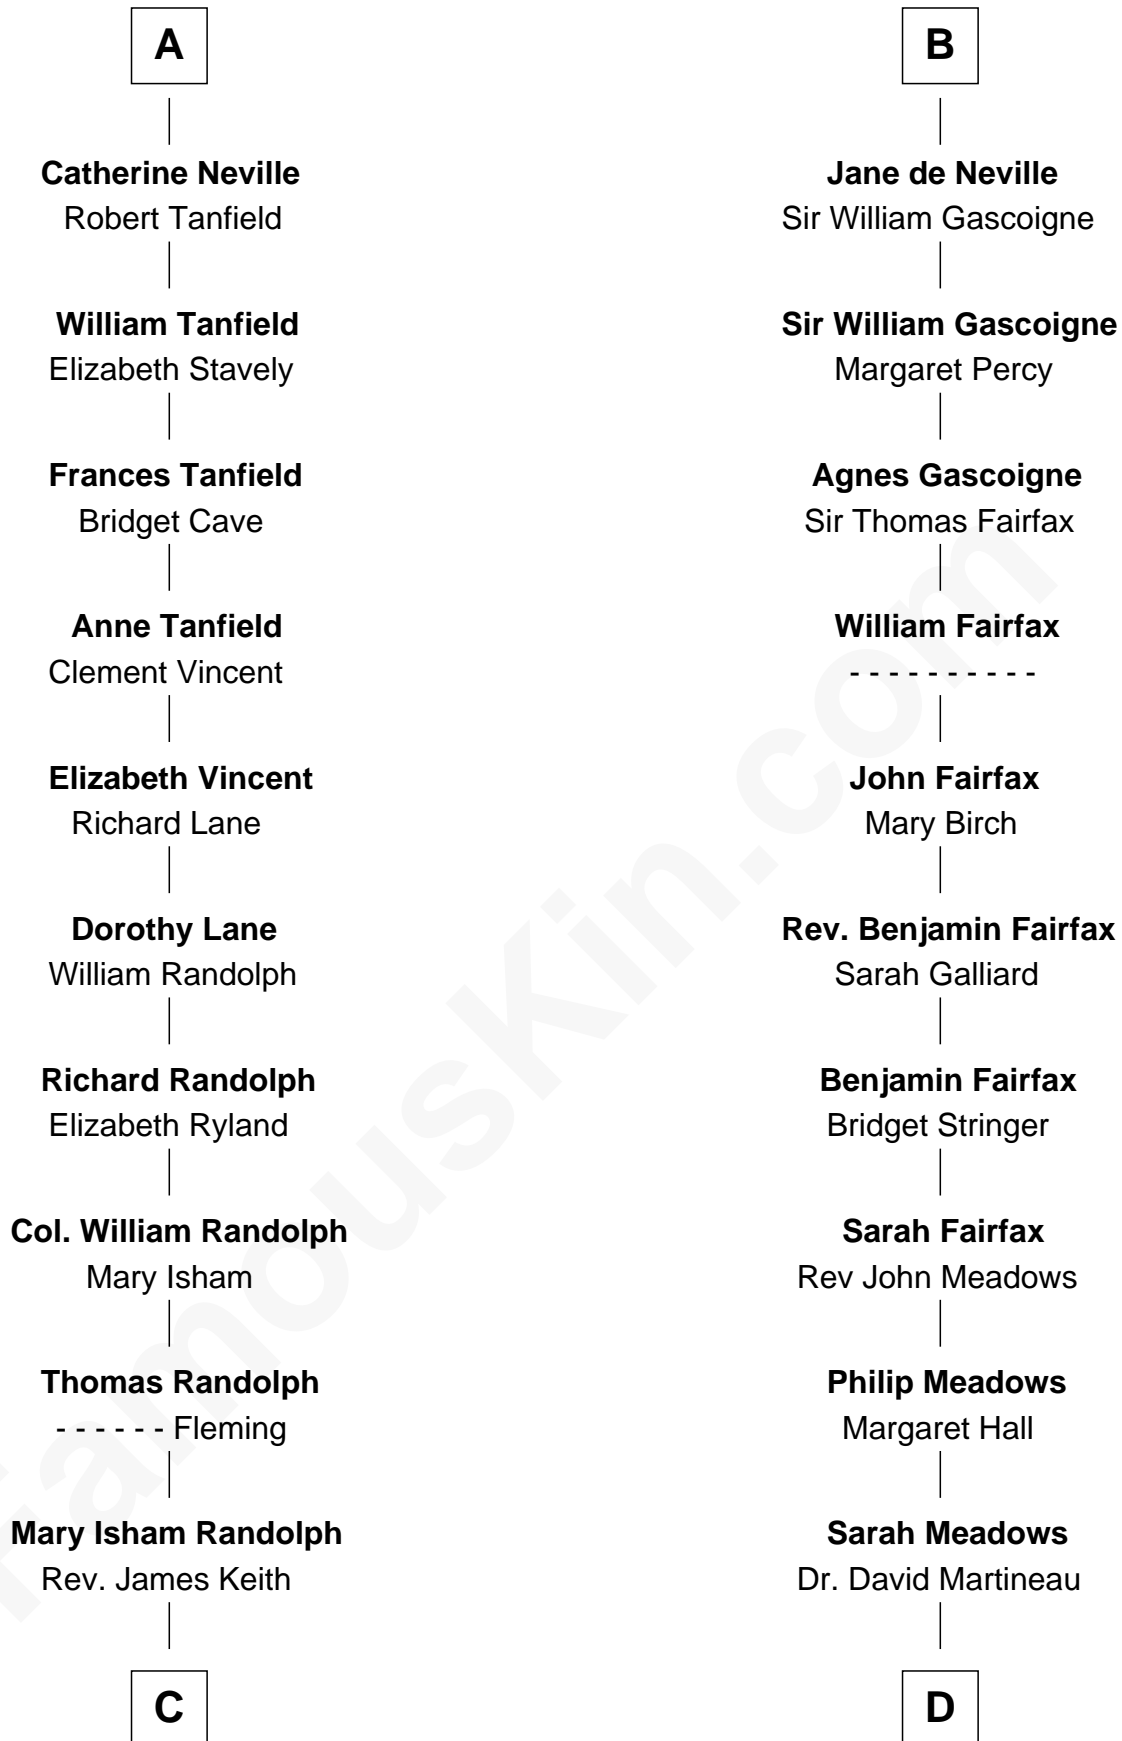 A
Catherine Neville
Robert Tanfield
William Tanfield
Elizabeth Stavely
Frances Tanfield
Bridget Cave
Anne Tanfield
Clement Vincent
Elizabeth Vincent
Richard Lane
Dorothy Lane
William Randolph
Richard Randolph
Elizabeth Ryland
Col. William Randolph
Mary Isham
Thomas Randolph
- - - - - - Fleming
Mary Isham Randolph
Rev. James Keith
C
B
Jane de Neville
Sir William Gascoigne
Sir William Gascoigne
Margaret Percy
Agnes Gascoigne
Sir Thomas Fairfax
William Fairfax
- - - - - - - - - -
John Fairfax
Mary Birch
Rev. Benjamin Fairfax
Sarah Galliard
Benjamin Fairfax
Bridget Stringer
Sarah Fairfax
Rev John Meadows
Philip Meadows
Margaret Hall
Sarah Meadows
Dr. David Martineau
D
FamousKin.com